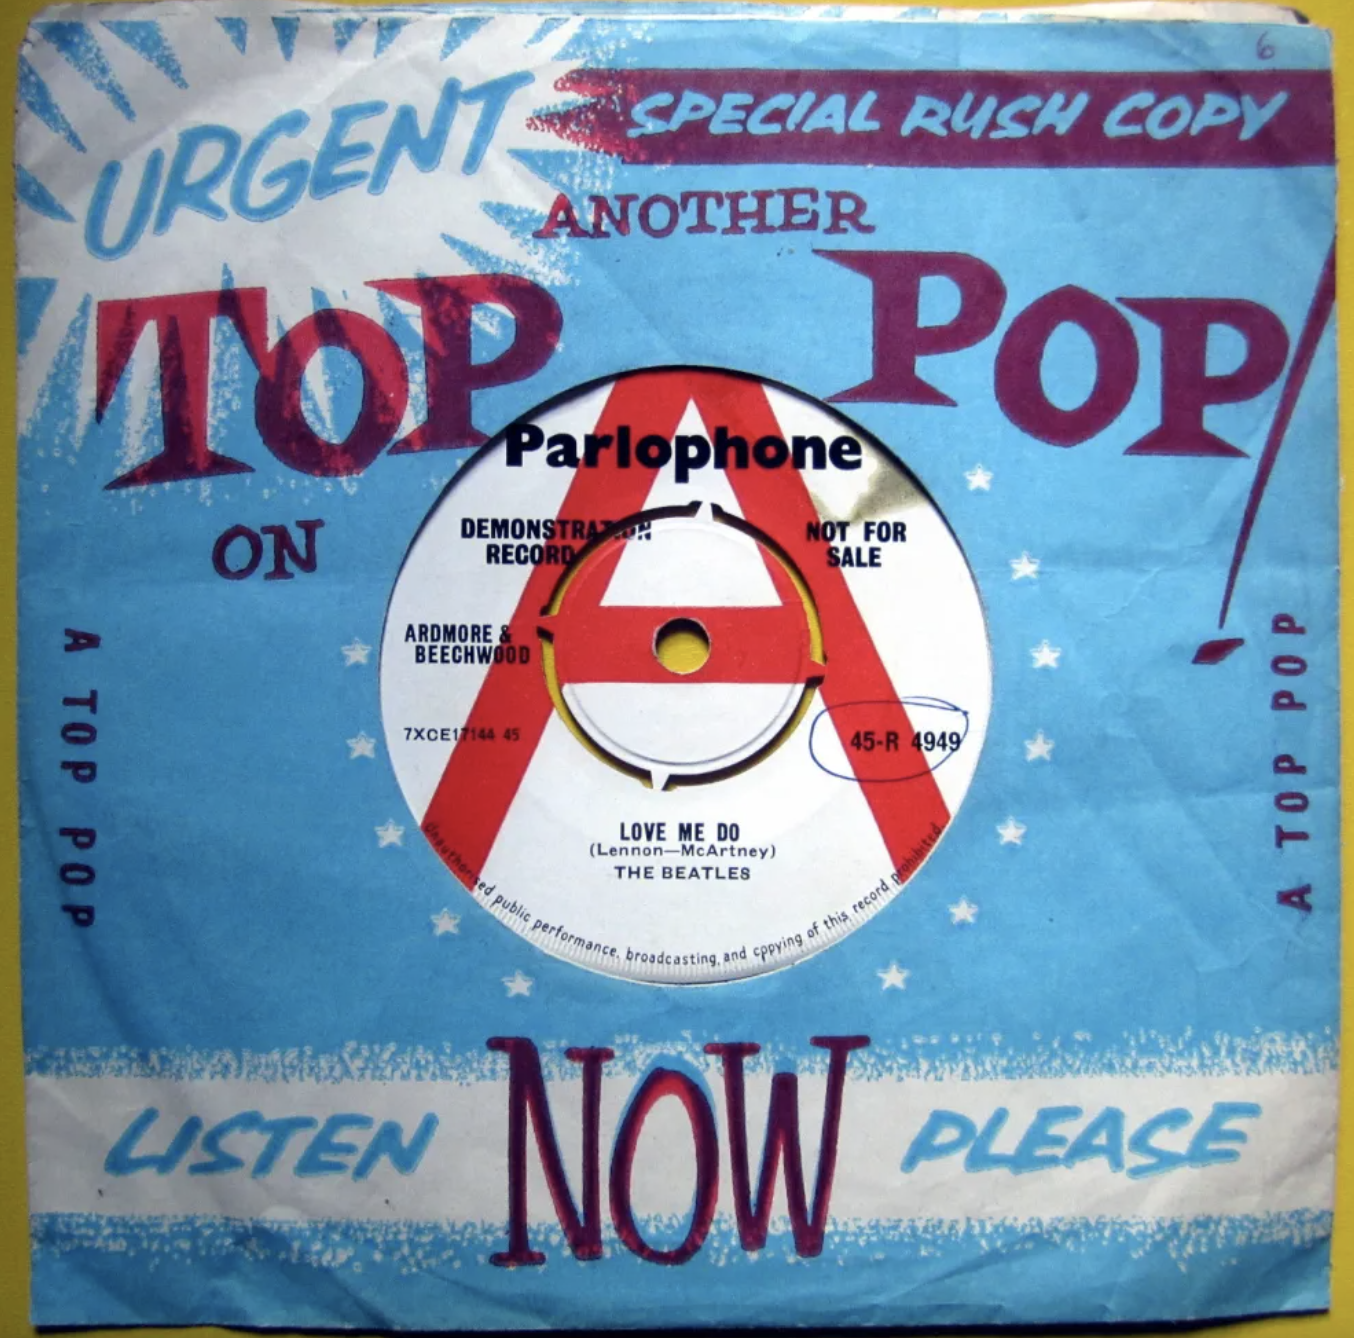 6
URGENT
SPECIAL RUSH COPY
ANOTHER
TOP POP!
ON
A TOP POP
A TOP POP
Parlophone
DEMONSTRATION
RECORD
NOT FOR
SALE
ARDMORE &
BEECHWOOD
7XCE17144 45
45-R 4949
LOVE ME DO
(Lennon—McArtney)
THE BEATLES
Unauthorised public performance, broadcasting, and copying of this record prohibited.
LISTEN NOW PLEASE